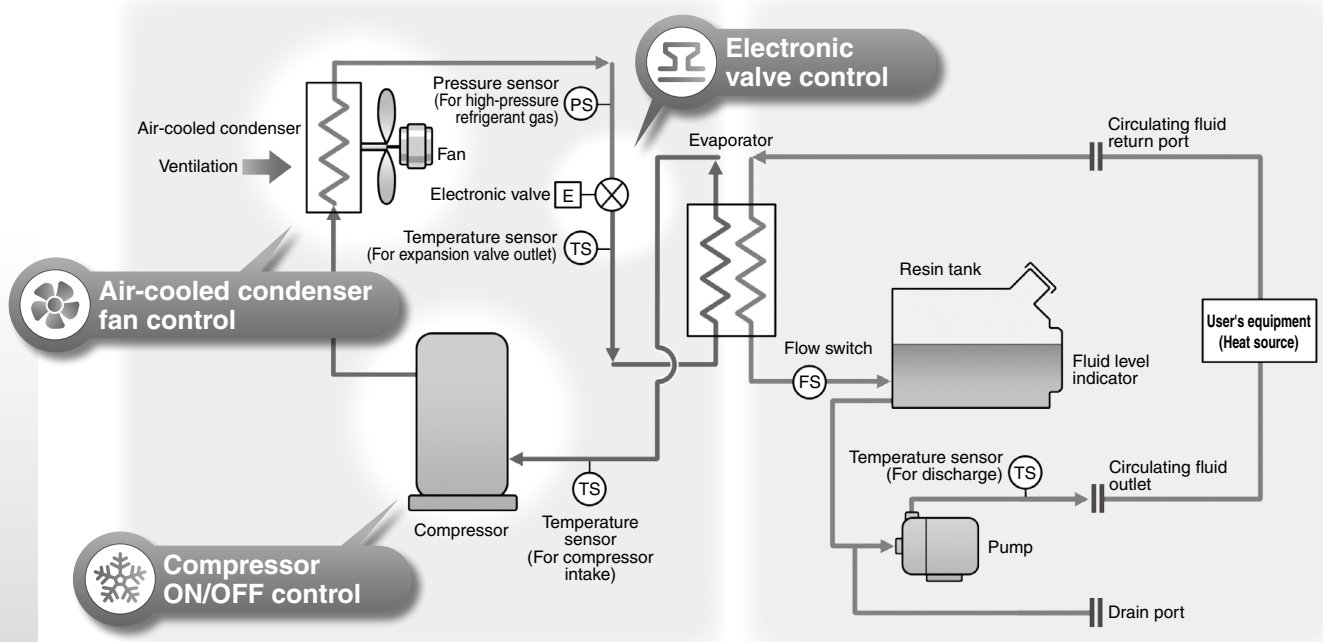 Electronic
valve control
Pressure sensor
(For high-pressure
refrigerant gas)
PS
Air-cooled condenser
Fan
Ventilation
Evaporator
Circulating fluid
return port
Electronic valve
E
Temperature sensor
(For expansion valve outlet)
TS
Air-cooled condenser
fan control
Resin tank
User's equipment
(Heat source)
Flow switch
FS
Fluid level
indicator
Temperature sensor
(For discharge)
TS
Circulating fluid
outlet
TS
Compressor
Temperature
sensor
(For compressor
intake)
Pump
Compressor
ON/OFF control
Drain port